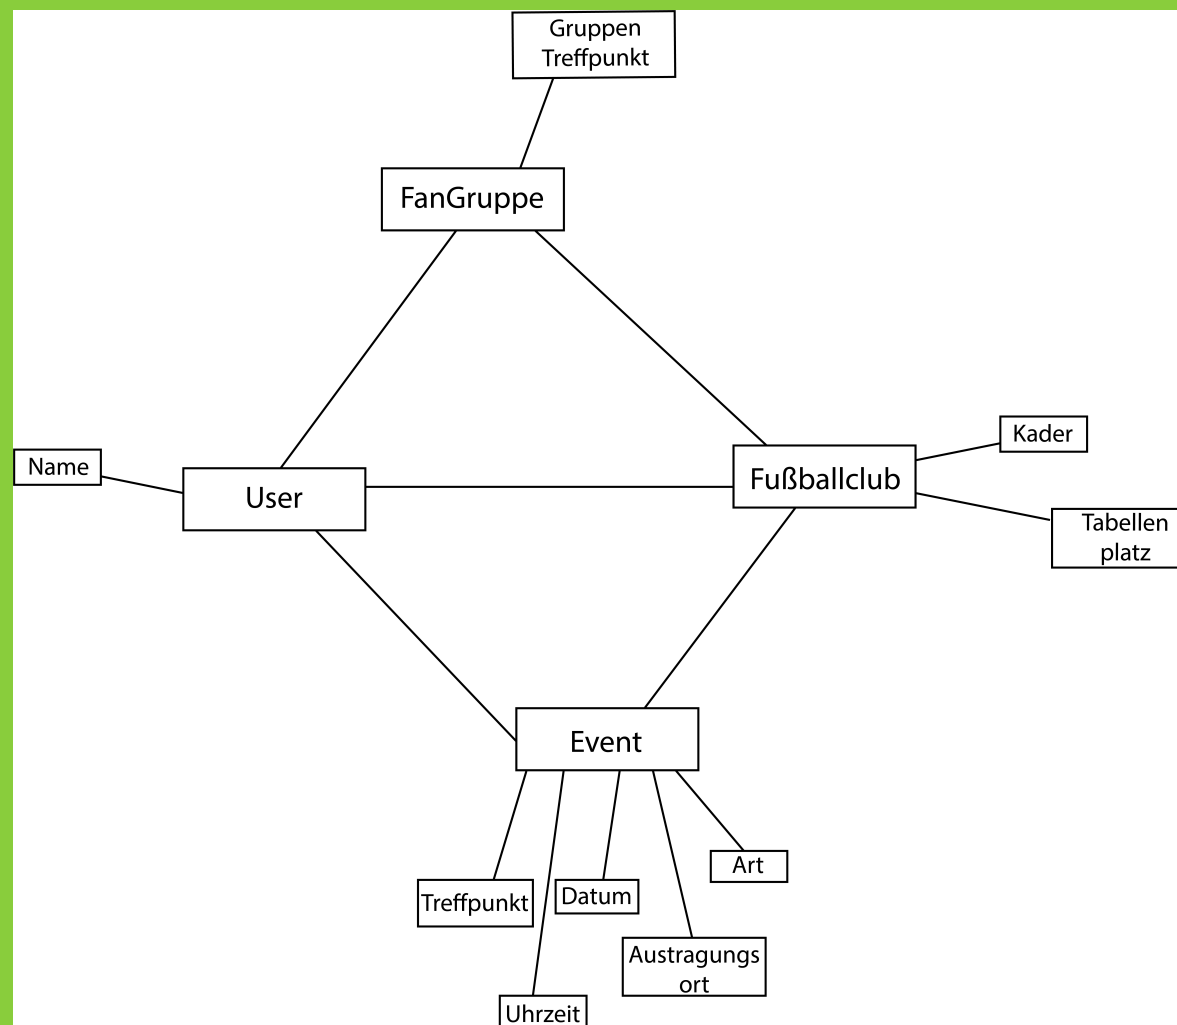 Gruppen
Treffpunkt
FanGruppe
Kader
Name
Fußballclub
User
Tabellen
platz
Event
Art
Treffpunkt
Datum
Austragungs
ort
Uhrzeit